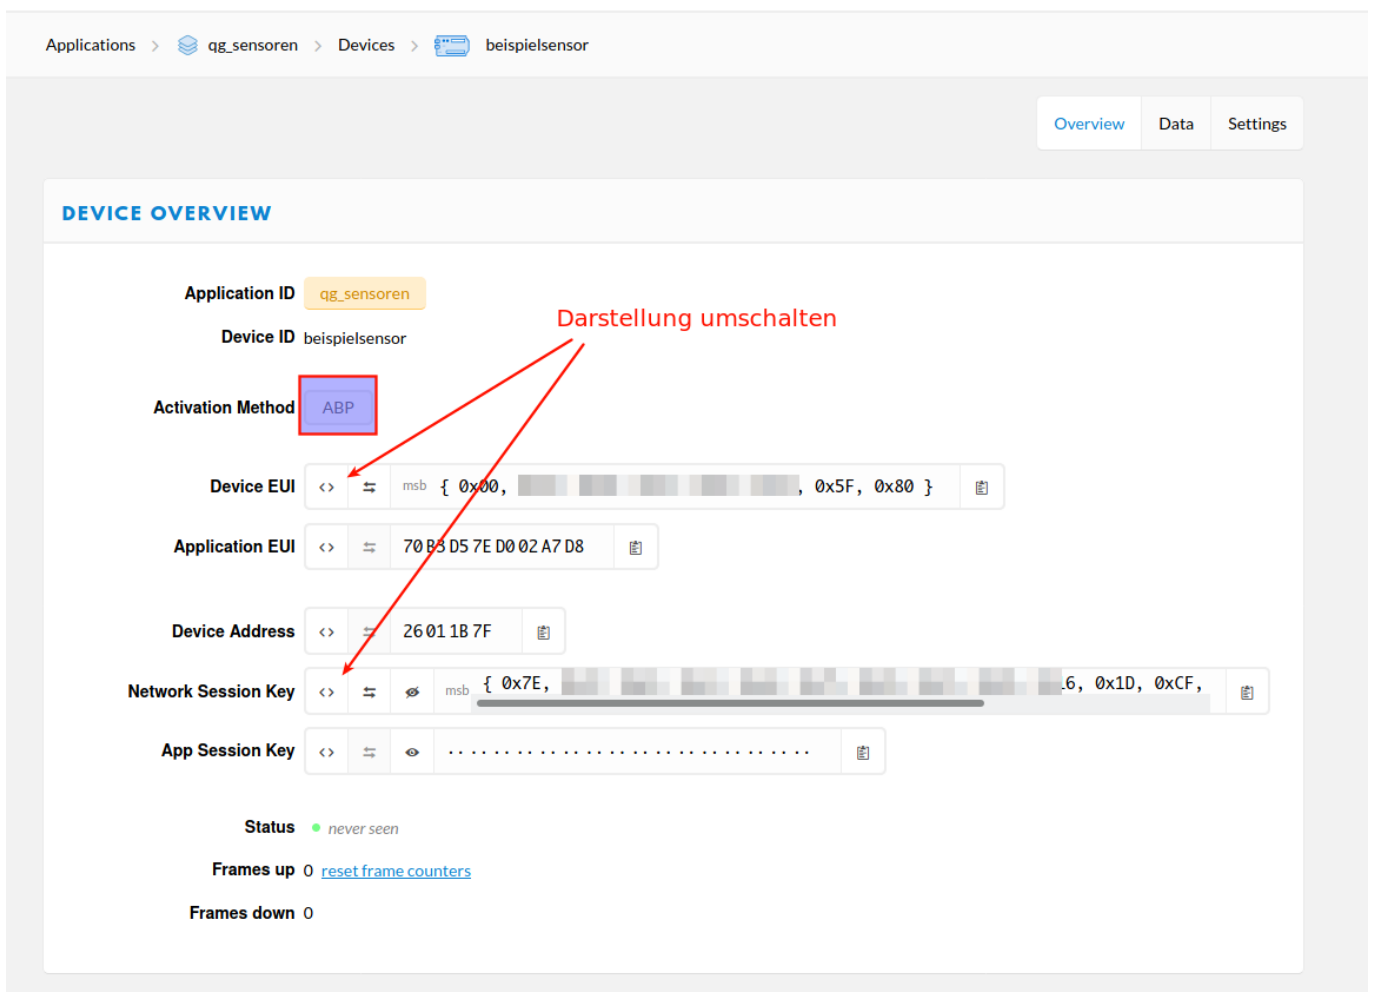 Applications > qg_sensoren > Devices > beispielsensor
Overview Data Settings
DEVICE OVERVIEW
Application ID qg_sensoren
Darstellung umschalten
Device ID beispielsensor
Activation Method ABP
Device EUI <> msb { 0x00, , 0x5F, 0x80 }
Application EUI <> 70 B3 D5 7E D0 02 A7 D8
Device Address <> 26 01 1B 7F
Network Session Key <> msb { 0x7E, 0x1D, 0xCF,
App Session Key <> ································
Status never seen
Frames up 0 reset frame counters
Frames down 0